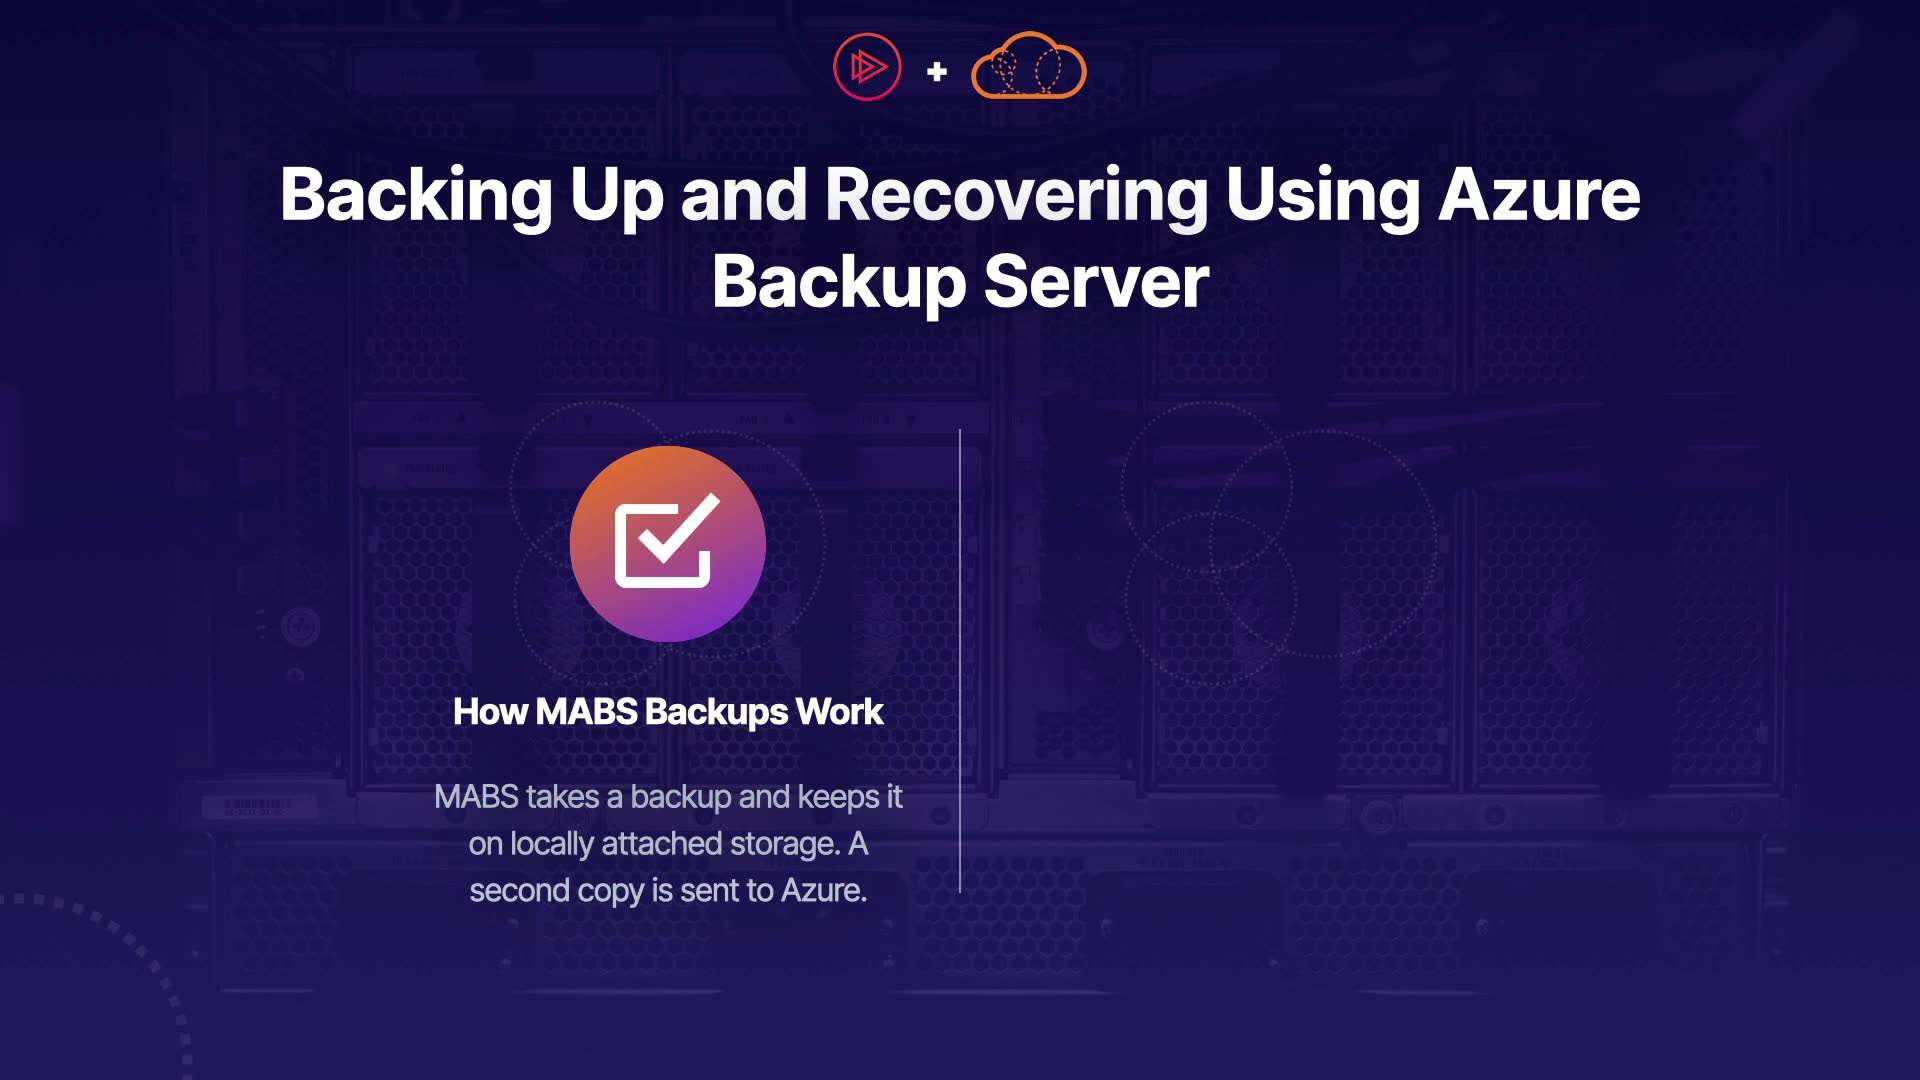 Backing Up and Recovering Using Azure
Backup Server
How MABS Backups Work
MABS takes a backup and keeps it
on locally attached storage. A
second copy is sent to Azure.